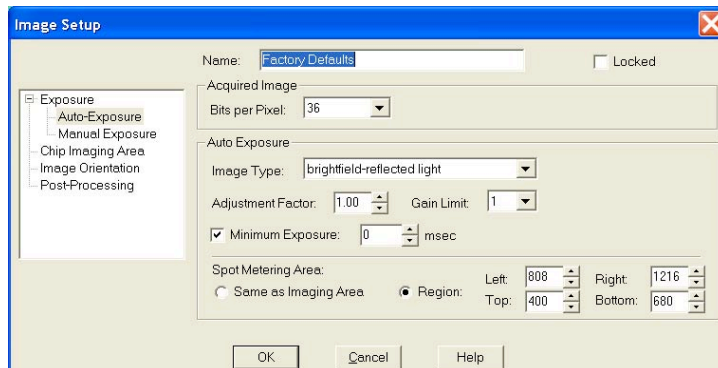 Image Setup
Name: Factory Defaults
Locked
Exposure
Auto-Exposure
Manual Exposure
Chip Imaging Area
Image Orientation
Post-Processing
Acquired Image
Bits per Pixel: 36
Auto Exposure
Image Type: brightfield-reflected light
Adjustment Factor: 1.00 Gain Limit: 1
Minimum Exposure: 0 msec
Spot Metering Area:
Same as Imaging Area Region:
Left: 808 Right: 1216
Top: 400 Bottom: 680
OK Cancel Help